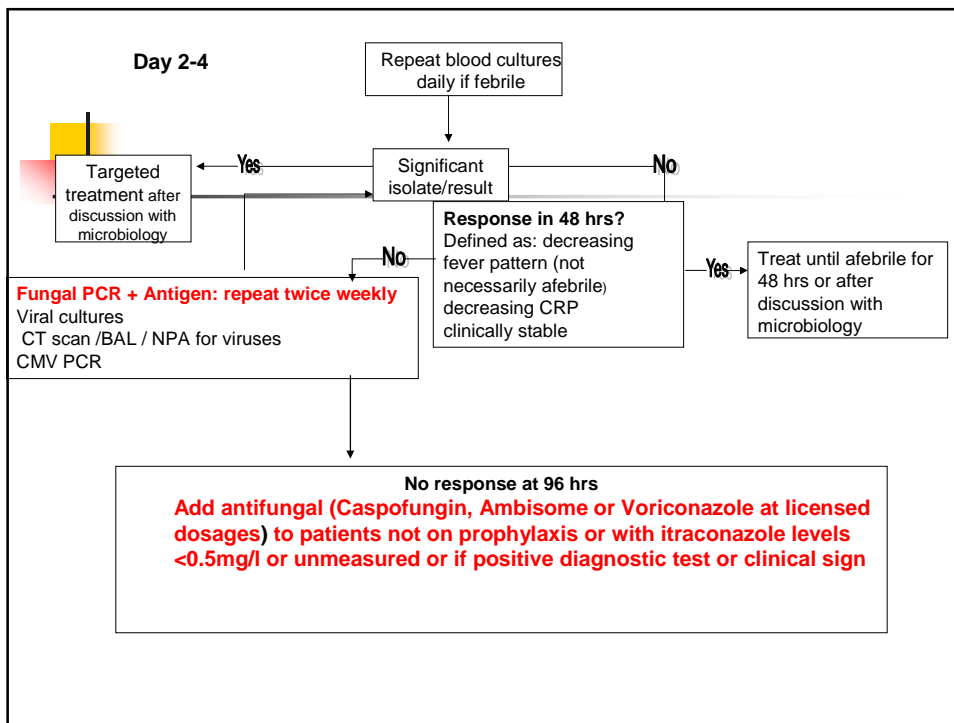 Day 2-4
Repeat blood cultures
daily if febrile
Yes
Significant
isolate/result
No
Targeted
treatment after
discussion with
microbiology
Response in 48 hrs?
Defined as: decreasing
fever pattern (not
necessarily afebrile)
decreasing CRP
clinically stable
No
Yes
Treat until afebrile for
48 hrs or after
discussion with
microbiology
Fungal PCR + Antigen: repeat twice weekly
Viral cultures
CT scan /BAL / NPA for viruses
CMV PCR
No response at 96 hrs
Add antifungal (Caspofungin, Ambisome or Voriconazole at licensed
dosages) to patients not on prophylaxis or with itraconazole levels
<0.5mg/l or unmeasured or if positive diagnostic test or clinical sign